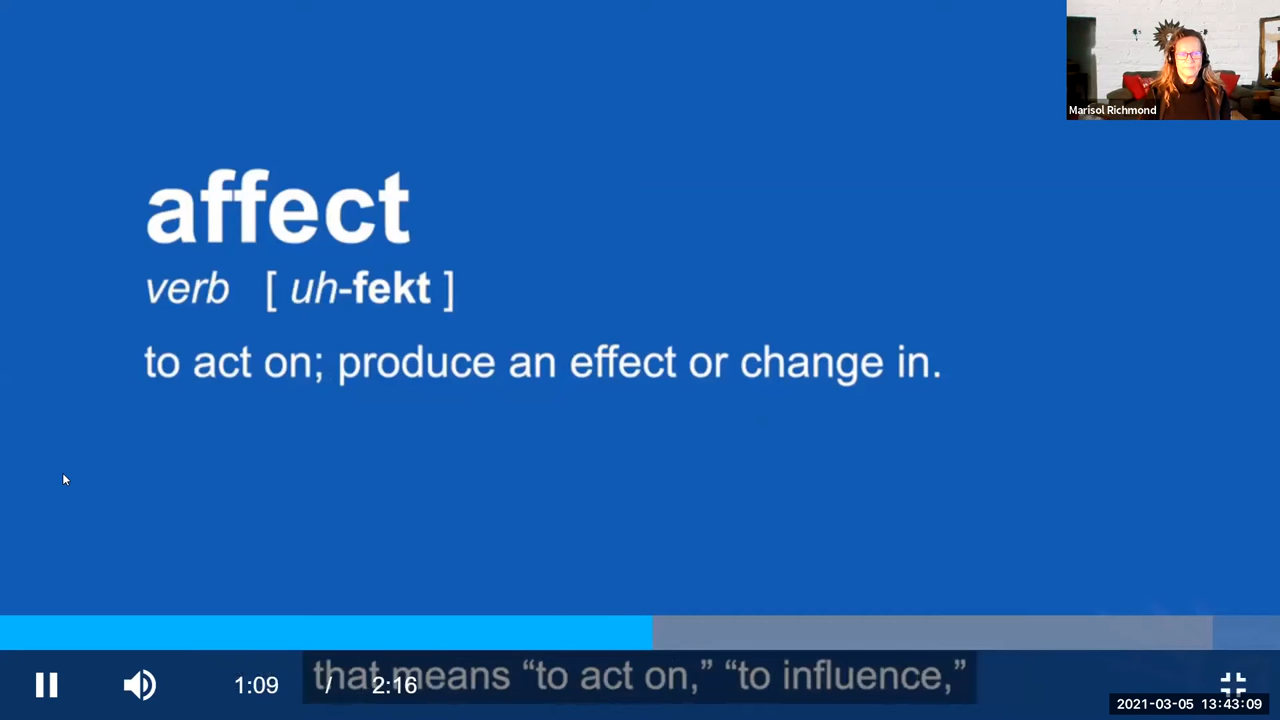 Marisol Richmond
affect
verb [ uh-fekt ]
to act on; produce an effect or change in.
that means “to act on,” “to influence,”
1:09 / 2:16
2021-03-05 13:43:09